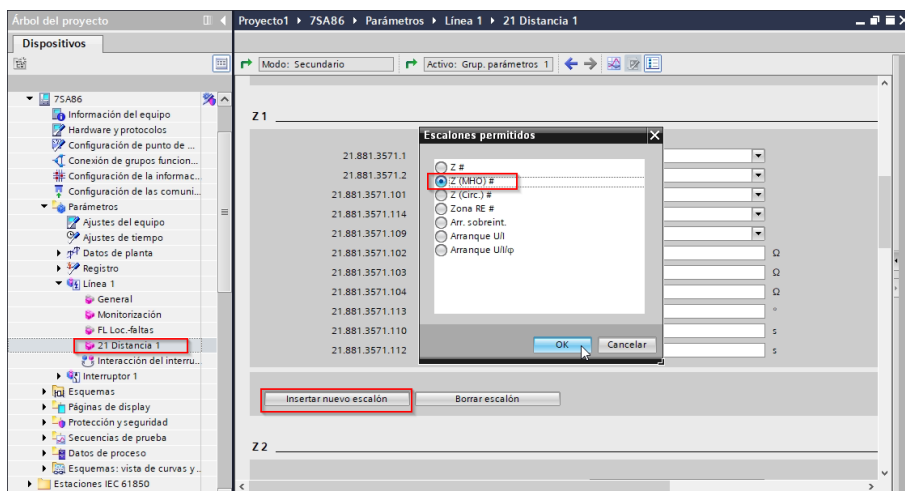 Árbol del proyecto
Proyecto1 ▸ 7SA86 ▸ Parámetros ▸ Línea 1 ▸ 21 Distancia 1
Dispositivos
Modo: Secundario
Activo: Grup. parámetros 1
7SA86
Información del equipo
Hardware y protocolos
Configuración de punto de ...
Conexión de grupos funcion...
Configuración de la informac..
Configuración de las comuni...
Parámetros
Ajustes del equipo
Ajustes de tiempo
Datos de planta
Registro
Línea 1
General
Monitorización
FL Loc.-faltas
21 Distancia 1
Interacción del interru...
Interruptor 1
Esquemas
Páginas de display
Protección y seguridad
Secuencias de prueba
Datos de proceso
Esquemas: vista de curvas y..
Estaciones IEC 61850
Z 1
21.881.3571.1
21.881.3571.2
21.881.3571.101
21.881.3571.114
21.881.3571.109
21.881.3571.102 Ω
21.881.3571.103 Ω
21.881.3571.104 Ω
21.881.3571.113 °
21.881.3571.110 s
21.881.3571.112 s
Escalones permitidos
Z #
Z (MHO) #
Z (Circ.) #
Zona RE #
Arr. sobreint.
Arranque U/I
Arranque U/I/φ
OK
Cancelar
Insertar nuevo escalón
Borrar escalón
Z 2